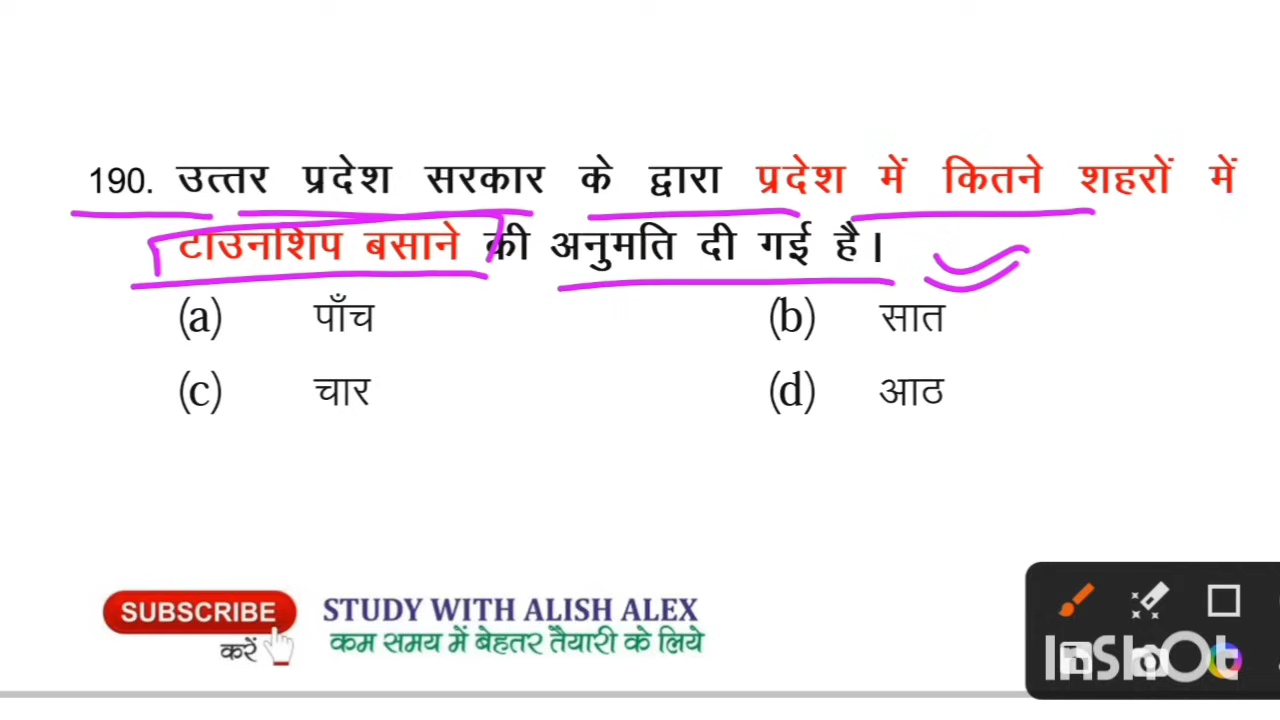 190. उत्तर प्रदेश सरकार के द्वारा प्रदेश में कितने शहरों में
टाउनशिप बसाने की अनुमति दी गई है।
(a) पाँच (b) सात
(c) चार (d) आठ
SUBSCRIBE
करें
STUDY WITH ALISH ALEX
कम समय में बेहतर तैयारी के लिये
InShOt